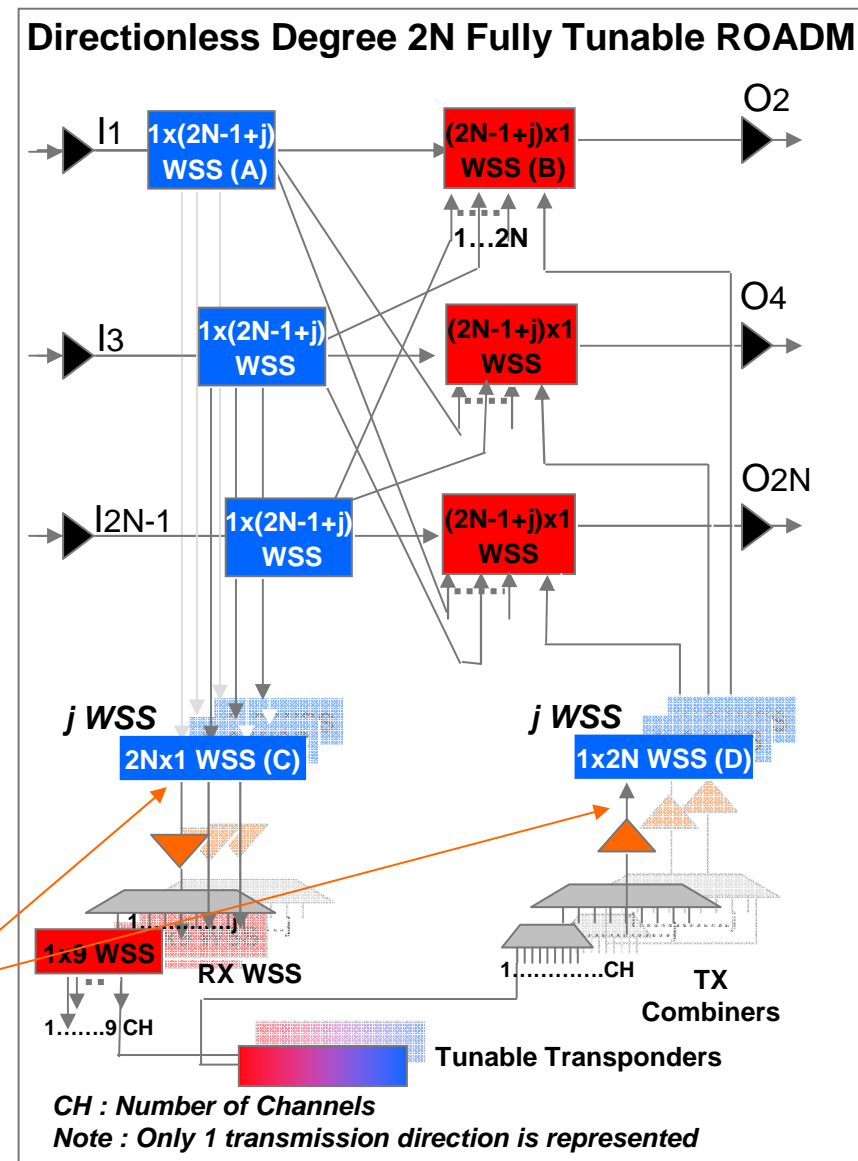 Directionless Degree 2N Fully Tunable ROADM
I1
1x(2N-1+j)
WSS (A)
(2N-1+j)x1
WSS (B)
O2
1...2N
I3
1x(2N-1+j)
WSS
(2N-1+j)x1
WSS
O4
I2N-1
1x(2N-1+j)
WSS
(2N-1+j)x1
WSS
O2N
j WSS
2Nx1 WSS (C)
j WSS
1x2N WSS (D)
1.............j
1x9 WSS
RX WSS
1.......9 CH
1.............CH
TX
Combiners
Tunable Transponders
CH : Number of Channels
Note : Only 1 transmission direction is represented